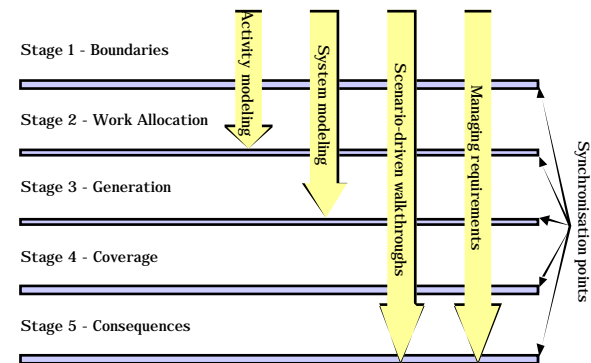 Stage 1 - Boundaries
Stage 2 - Work Allocation
Stage 3 - Generation
Stage 4 - Coverage
Stage 5 - Consequences
Activity modeling
System modeling
Scenario-driven walkthroughs
Managing requirements
Synchronisation points